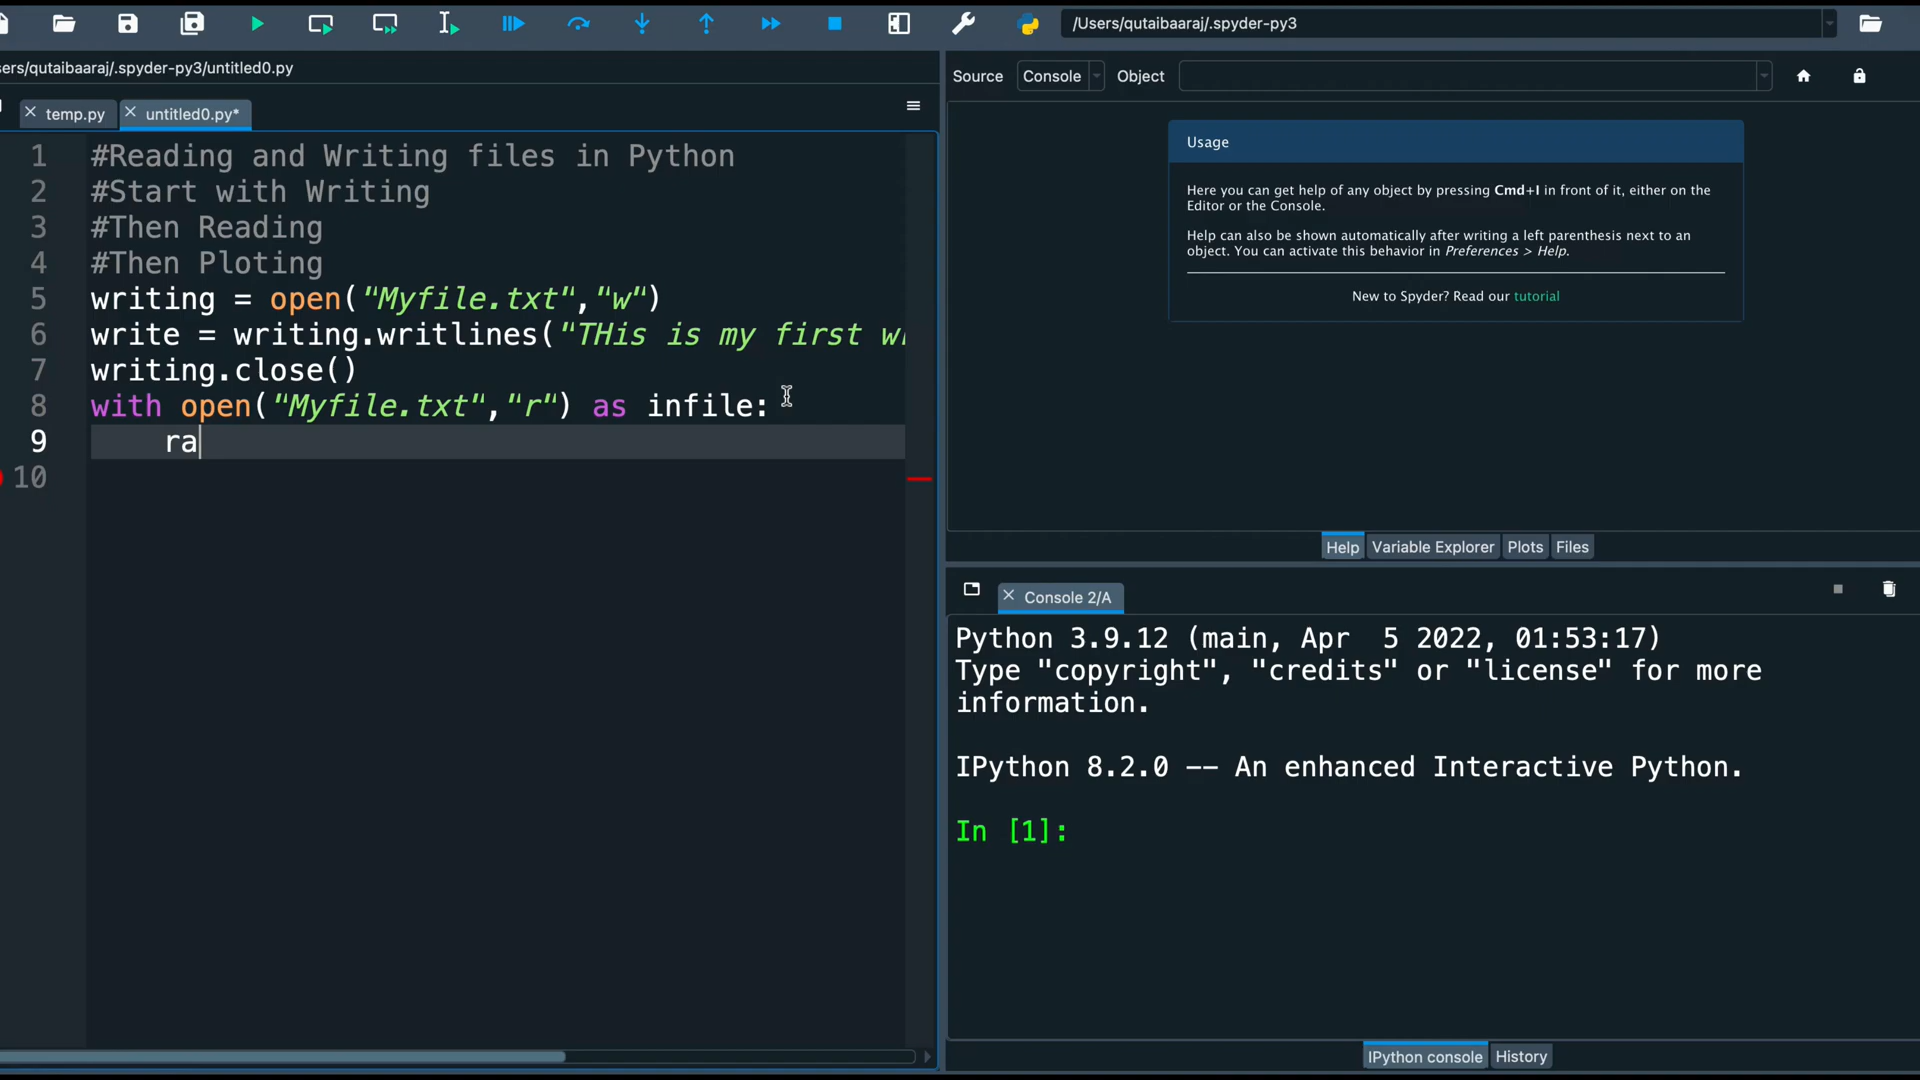 /Users/qutaibaaraj/.spyder-py3
ers/qutaibaaraj/.spyder-py3/untitled0.py
Source Console Object
temp.py untitled0.py*
1 #Reading and Writing files in Python
2 #Start with Writing
3 #Then Reading
4 #Then Ploting
5 writing = open("Myfile.txt","w")
6 write = writing.writlines("THis is my first w
7 writing.close()
8 with open("Myfile.txt","r") as infile:
9 ra
10
Usage
Here you can get help of any object by pressing Cmd+I in front of it, either on the
Editor or the Console.
Help can also be shown automatically after writing a left parenthesis next to an
object. You can activate this behavior in Preferences > Help.
New to Spyder? Read our tutorial
Help Variable Explorer Plots Files
Console 2/A
Python 3.9.12 (main, Apr  5 2022, 01:53:17)
Type "copyright", "credits" or "license" for more
information.
IPython 8.2.0 -- An enhanced Interactive Python.
In [1]:
IPython console History